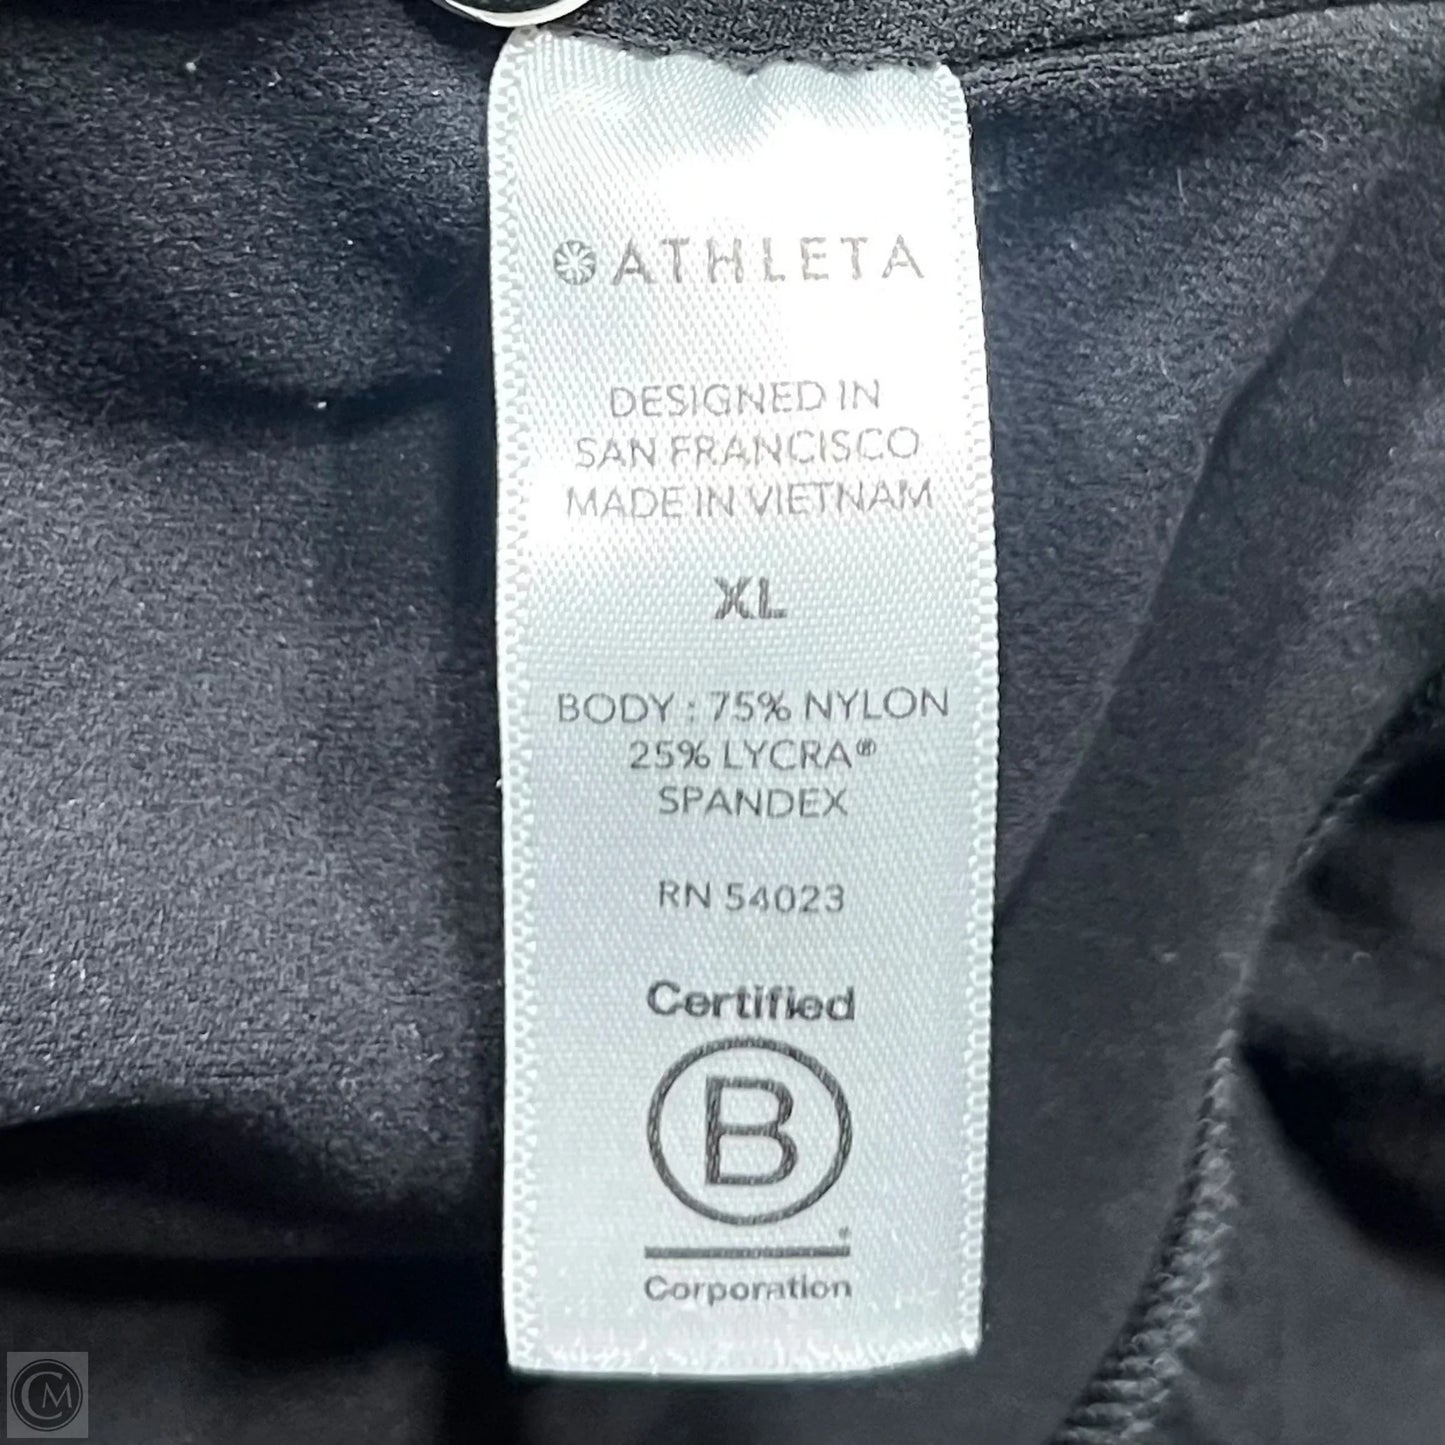 ATHLETA
DESIGNED IN
SAN FRANCISCO
MADE IN VIETNAM
XL
BODY : 75% NYLON
25% LYCRA®
SPANDEX
RN 54023
Certified
B
Corporation
CM